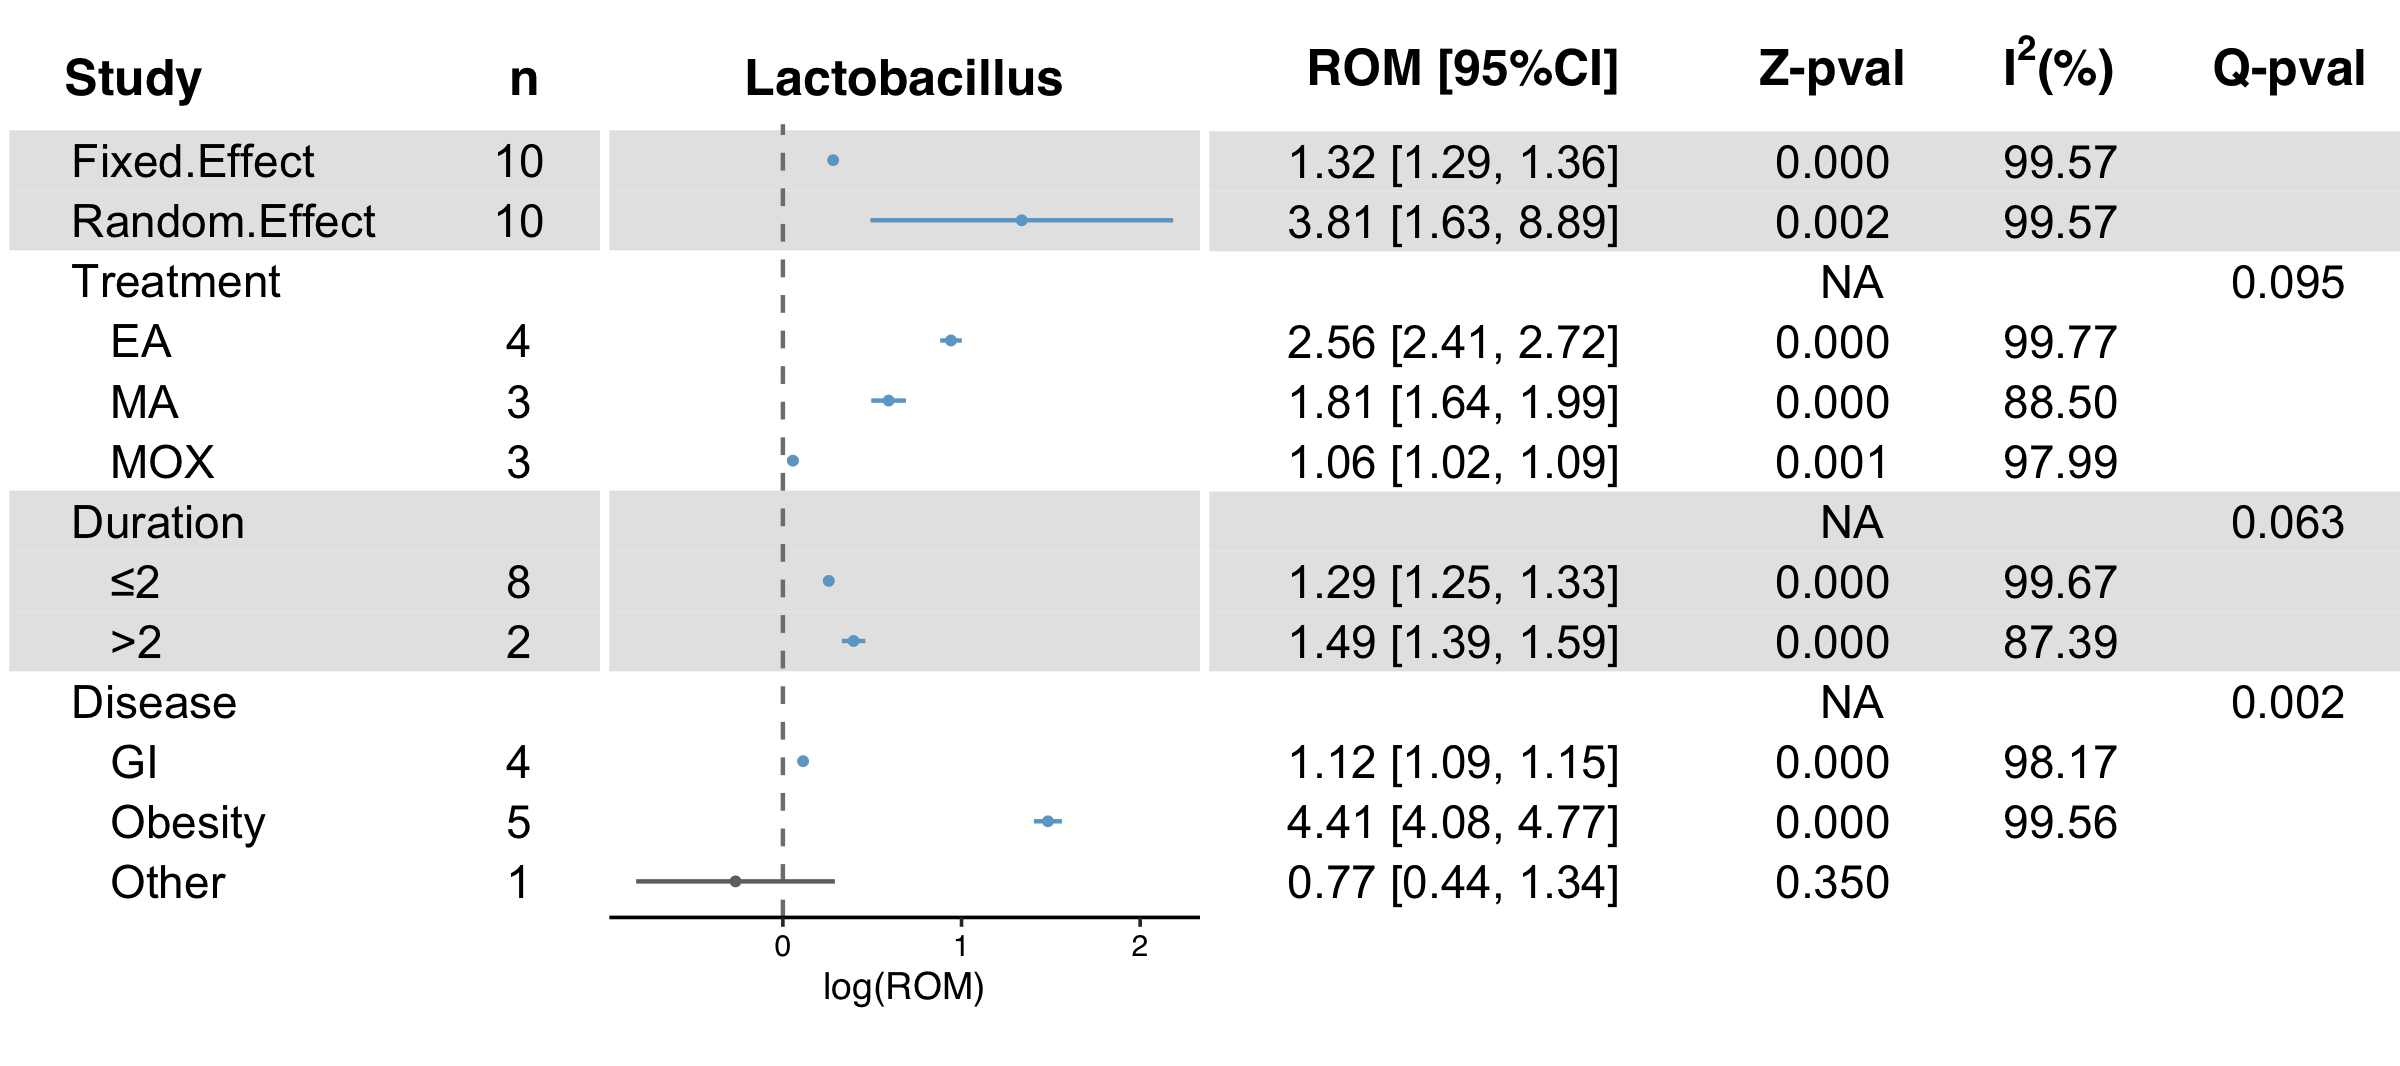 Study n Lactobacillus ROM [95%CI] Z-pval I²(%) Q-pval
Fixed.Effect 10 1.32 [1.29, 1.36] 0.000 99.57
Random.Effect 10 3.81 [1.63, 8.89] 0.002 99.57
Treatment NA 0.095
EA 4 2.56 [2.41, 2.72] 0.000 99.77
MA 3 1.81 [1.64, 1.99] 0.000 88.50
MOX 3 1.06 [1.02, 1.09] 0.001 97.99
Duration NA 0.063
≤2 8 1.29 [1.25, 1.33] 0.000 99.67
>2 2 1.49 [1.39, 1.59] 0.000 87.39
Disease NA 0.002
GI 4 1.12 [1.09, 1.15] 0.000 98.17
Obesity 5 4.41 [4.08, 4.77] 0.000 99.56
Other 1 0.77 [0.44, 1.34] 0.350
0 1 2
log(ROM)